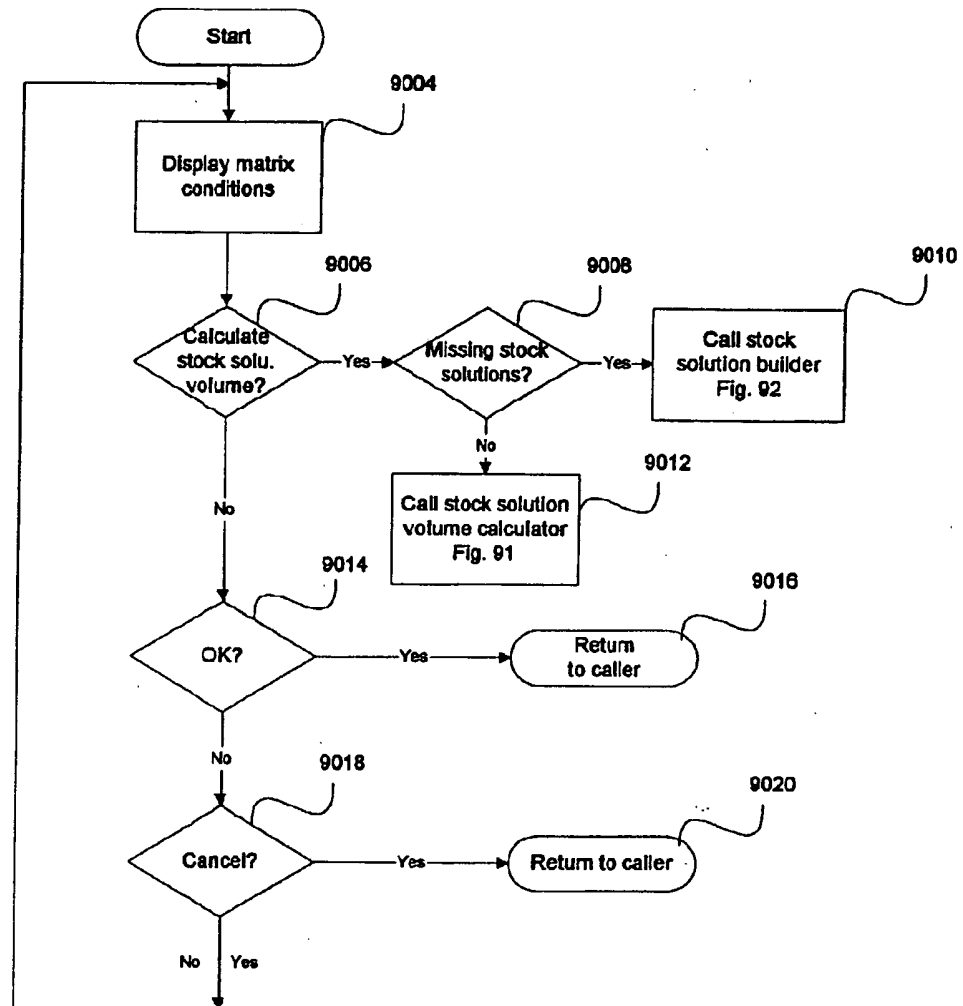 Start
9004
Display matrix
conditions
9006
9008
9010
Calculate
stock solu.
volume?
Yes
Missing stock
solutions?
Yes
Call stock
solution builder
Fig. 92
No
9012
Call stock solution
volume calculator
Fig. 91
No
9014
9016
OK?
Yes
Return
to caller
No
9018
9020
Cancel?
Yes
Return to caller
No Yes